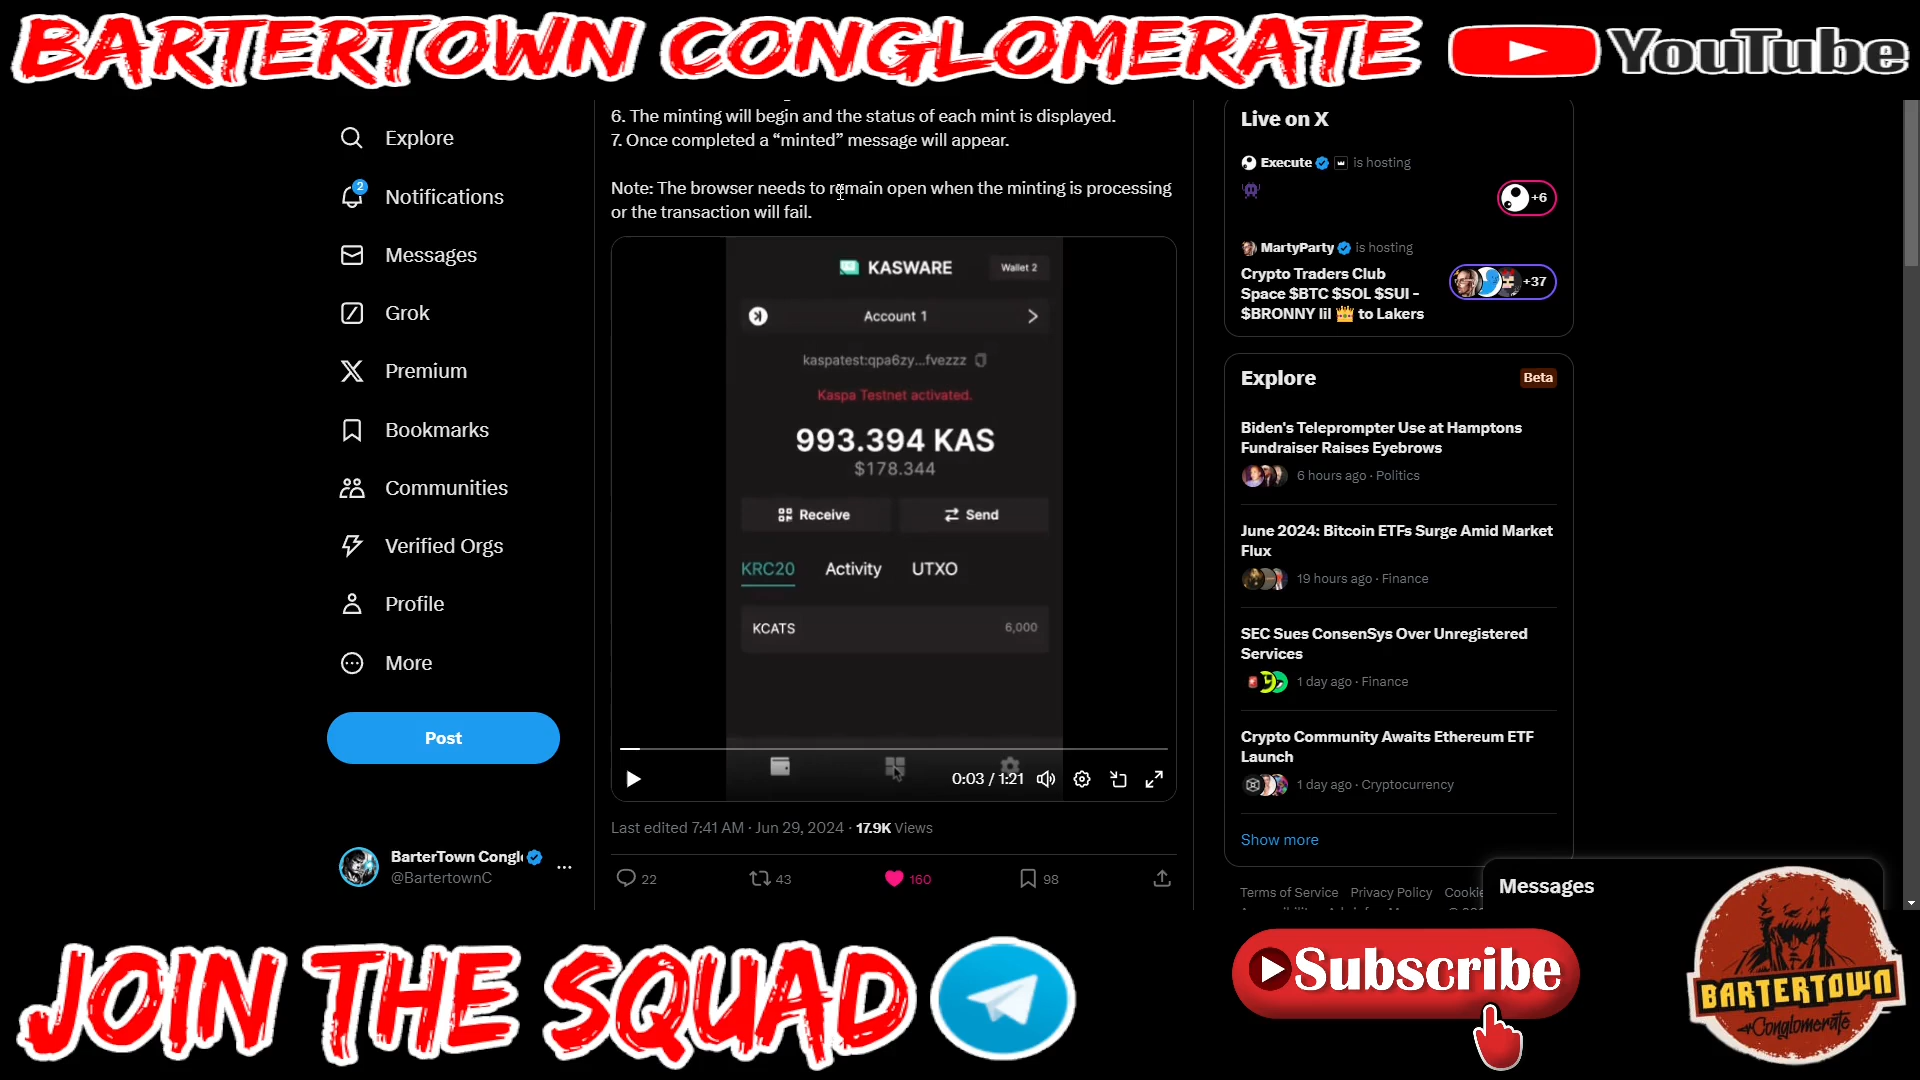 BARTERTOWN CONGLOMERATE YouTube
Explore
Notifications
2
Messages
Grok
Premium
Bookmarks
Communities
Verified Orgs
Profile
More
Post
BarterTown Congl
@BartertownC
6. The minting will begin and the status of each mint is displayed.
7. Once completed a “minted” message will appear.
Note: The browser needs to remain open when the minting is processing
or the transaction will fail.
KASWARE
Wallet 2
Account 1
kaspatest:qpa6zy...fvezzz
Kaspa Testnet activated.
993.394 KAS
$178.344
Receive
Send
KRC20 Activity UTXO
KCATS 6,000
0:03 / 1:21
Last edited 7:41 AM · Jun 29, 2024 · 17.9K Views
22 43 160 98
Live on X
Execute is hosting
+6
MartyParty is hosting
Crypto Traders Club
Space $BTC $SOL $SUI -
$BRONNY lil 👑 to Lakers
+37
Explore
Beta
Biden's Teleprompter Use at Hamptons
Fundraiser Raises Eyebrows
6 hours ago · Politics
June 2024: Bitcoin ETFs Surge Amid Market
Flux
19 hours ago · Finance
SEC Sues ConsenSys Over Unregistered
Services
1 day ago · Finance
Crypto Community Awaits Ethereum ETF
Launch
1 day ago · Cryptocurrency
Show more
Terms of Service Privacy Policy Cookie
Messages
JOIN THE SQUAD
Subscribe
BARTERTOWN
Conglomerate